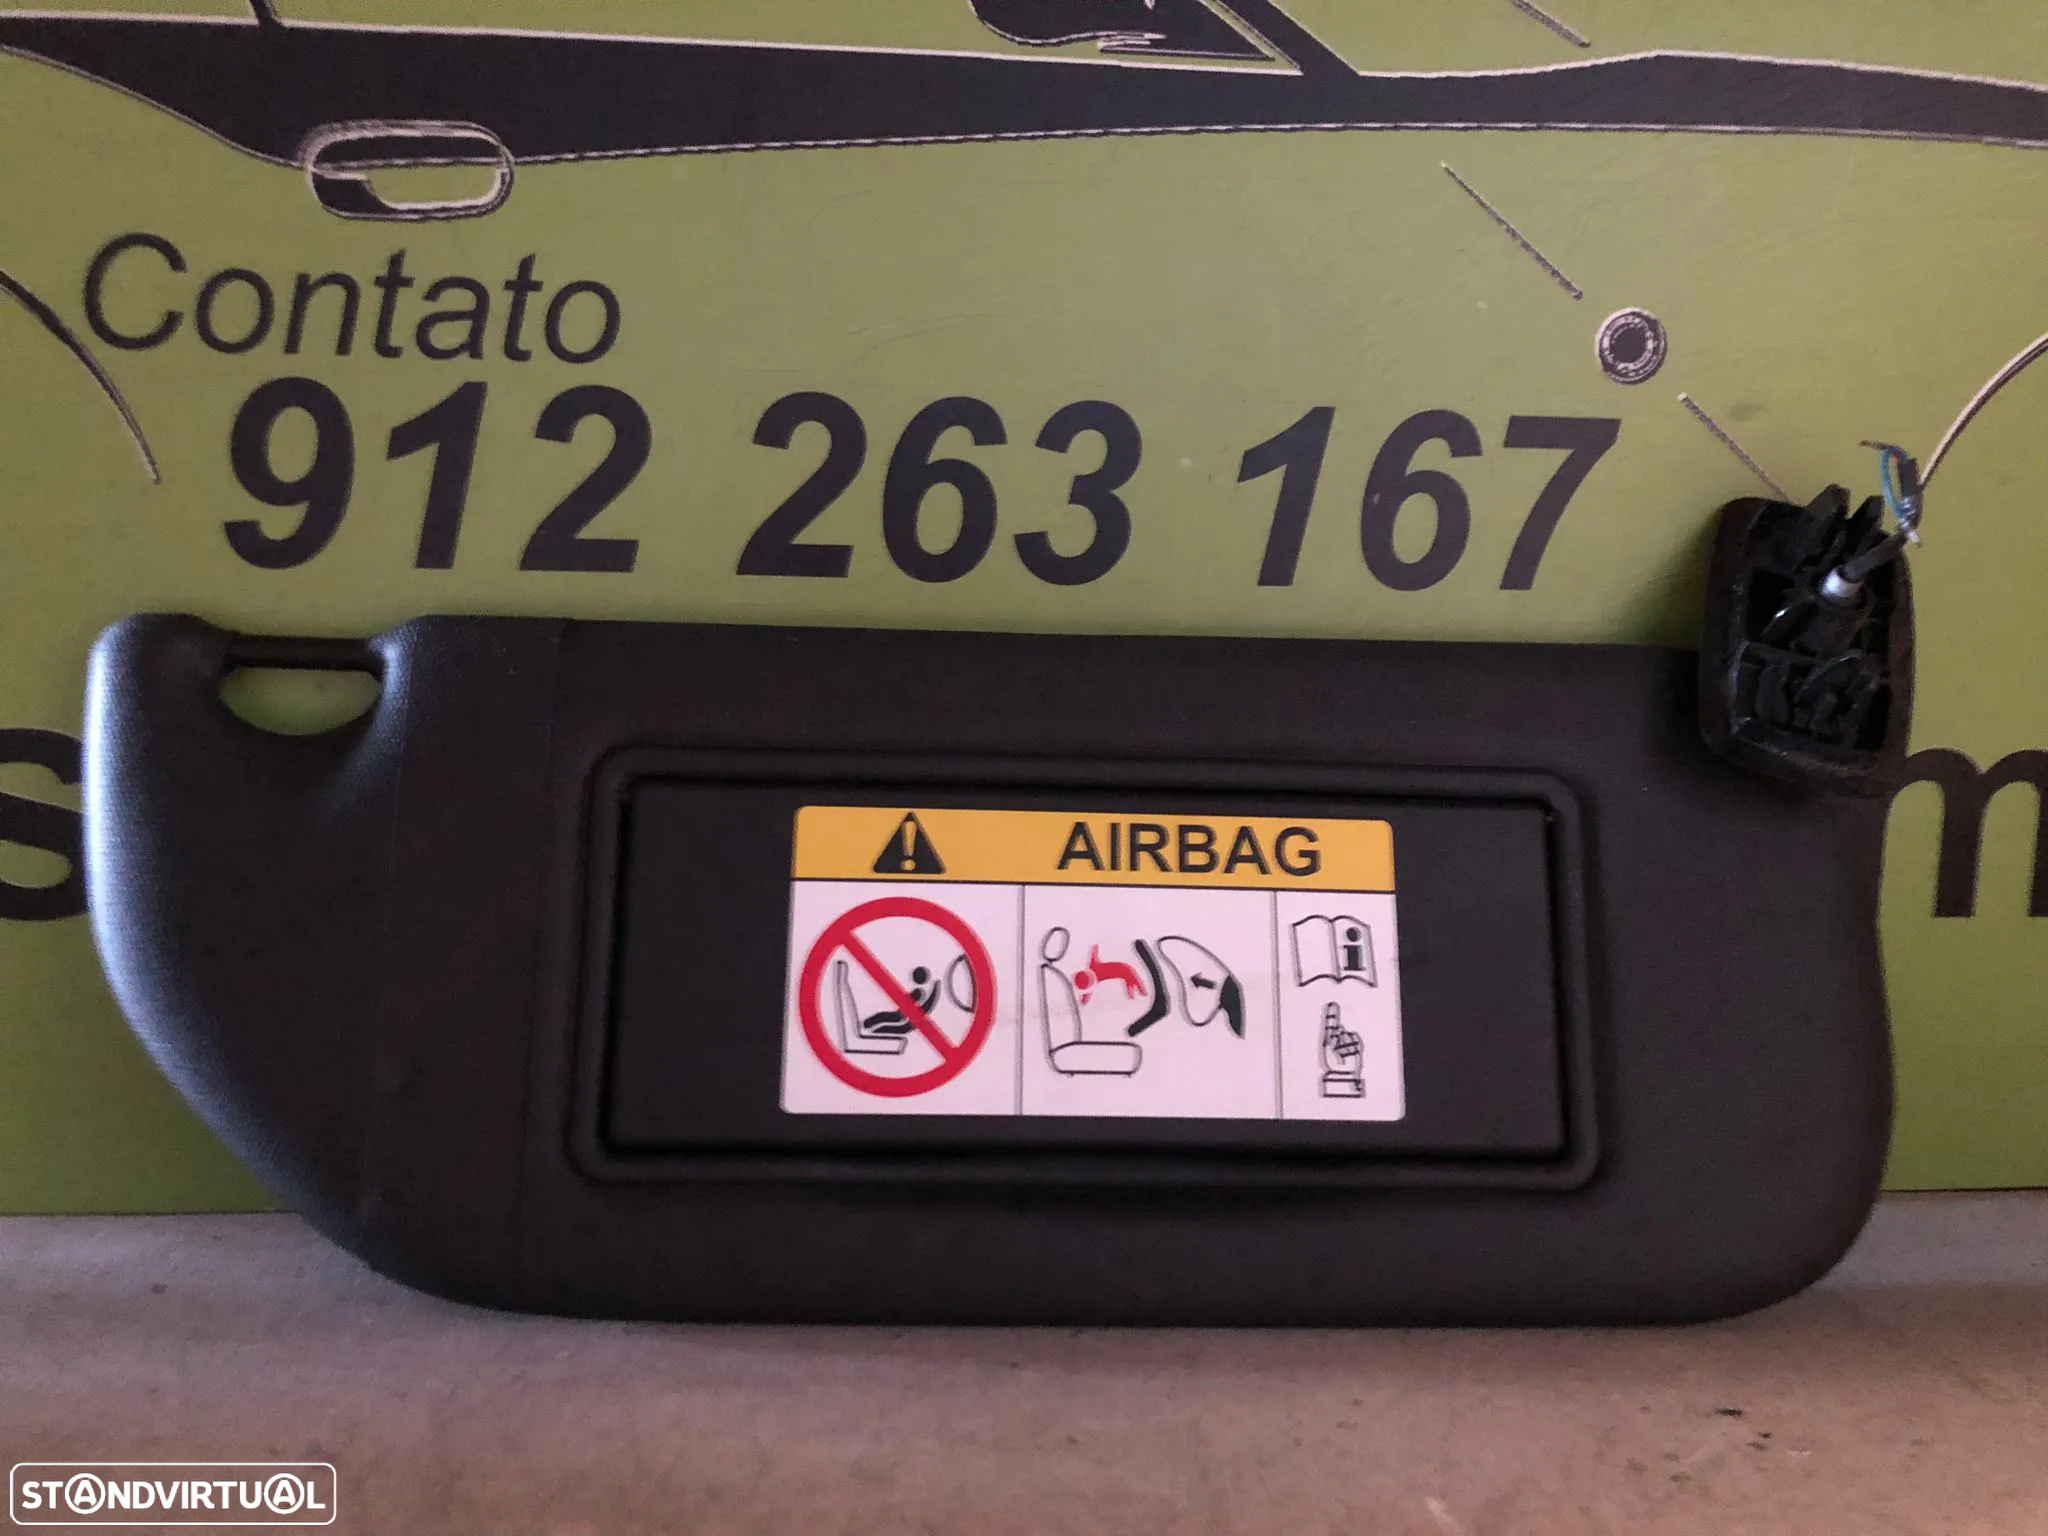 Contato
912 263 167
s m
AIRBAG
i
STANDVIRTUAL